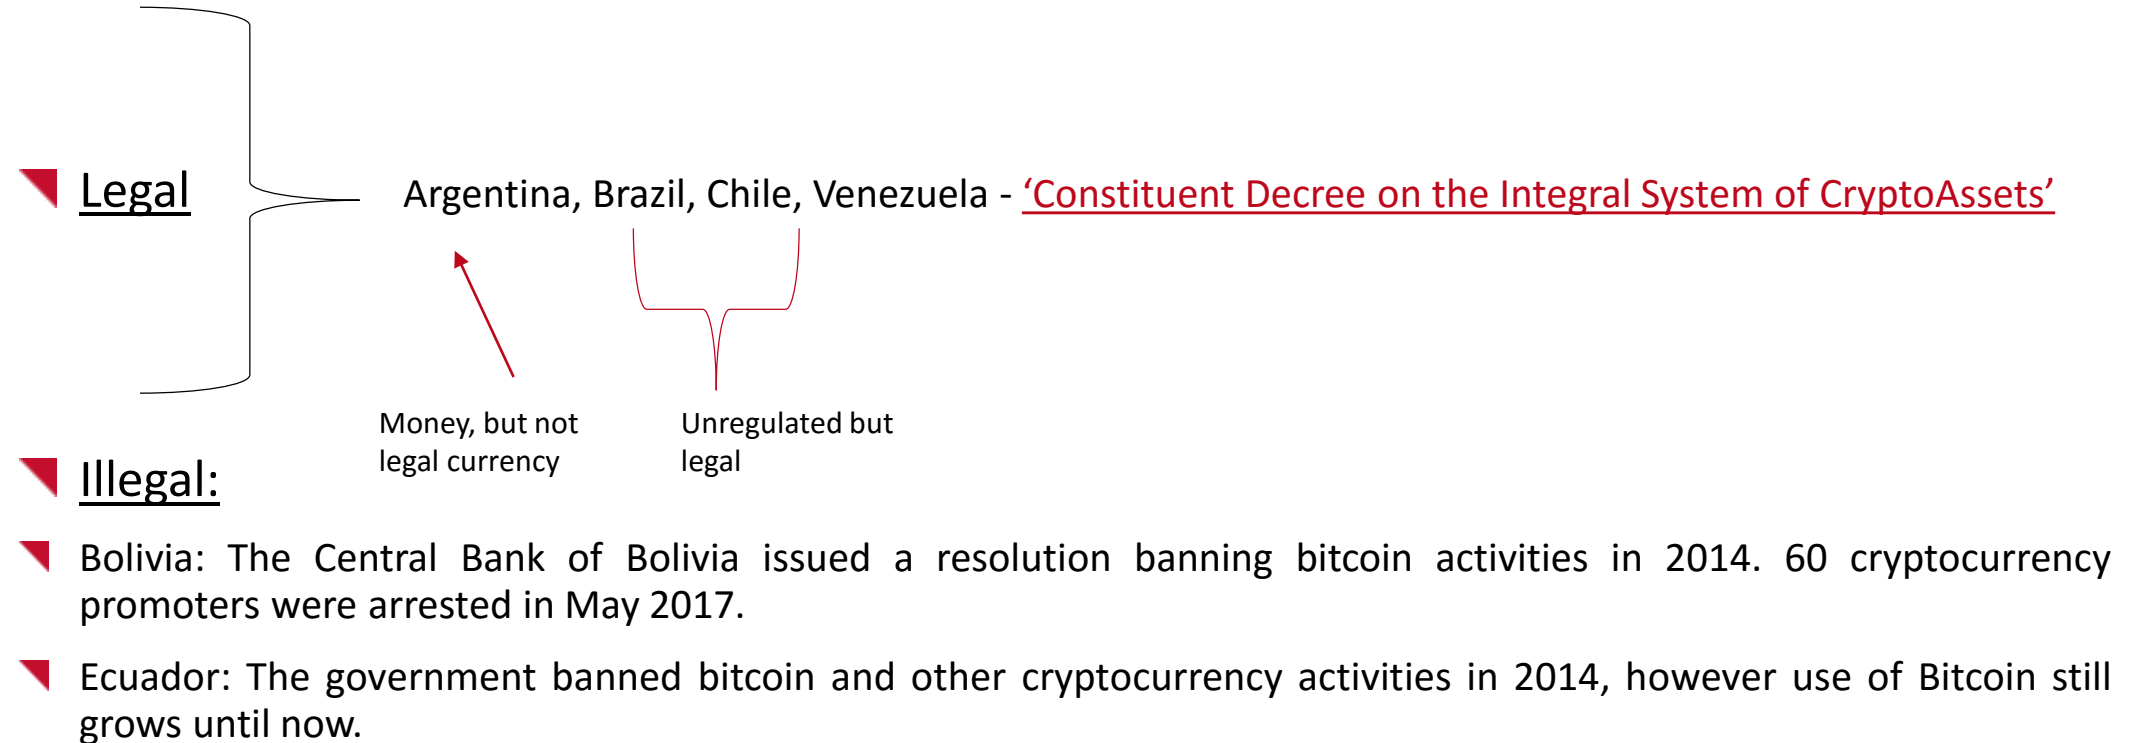 Legal
Argentina, Brazil, Chile, Venezuela - ‘Constituent Decree on the Integral System of CryptoAssets’
Money, but not
legal currency
Unregulated but
legal
Illegal:
Bolivia: The Central Bank of Bolivia issued a resolution banning bitcoin activities in 2014. 60 cryptocurrency
promoters were arrested in May 2017.
Ecuador: The government banned bitcoin and other cryptocurrency activities in 2014, however use of Bitcoin still
grows until now.